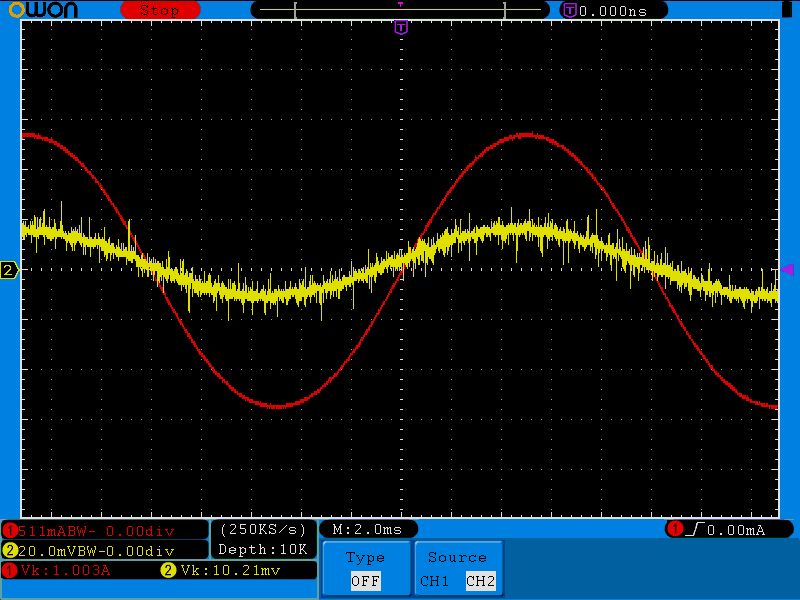 OWON Stop T 0.000ns
T
2
1 511mABW- 0.00div (250KS/s) M:2.0ms 1 0.00mA
2 20.0mVBW-0.00div Depth:10K
1 Vk:1.003A 2 Vk:10.21mv
Type Source
OFF CH1 CH2